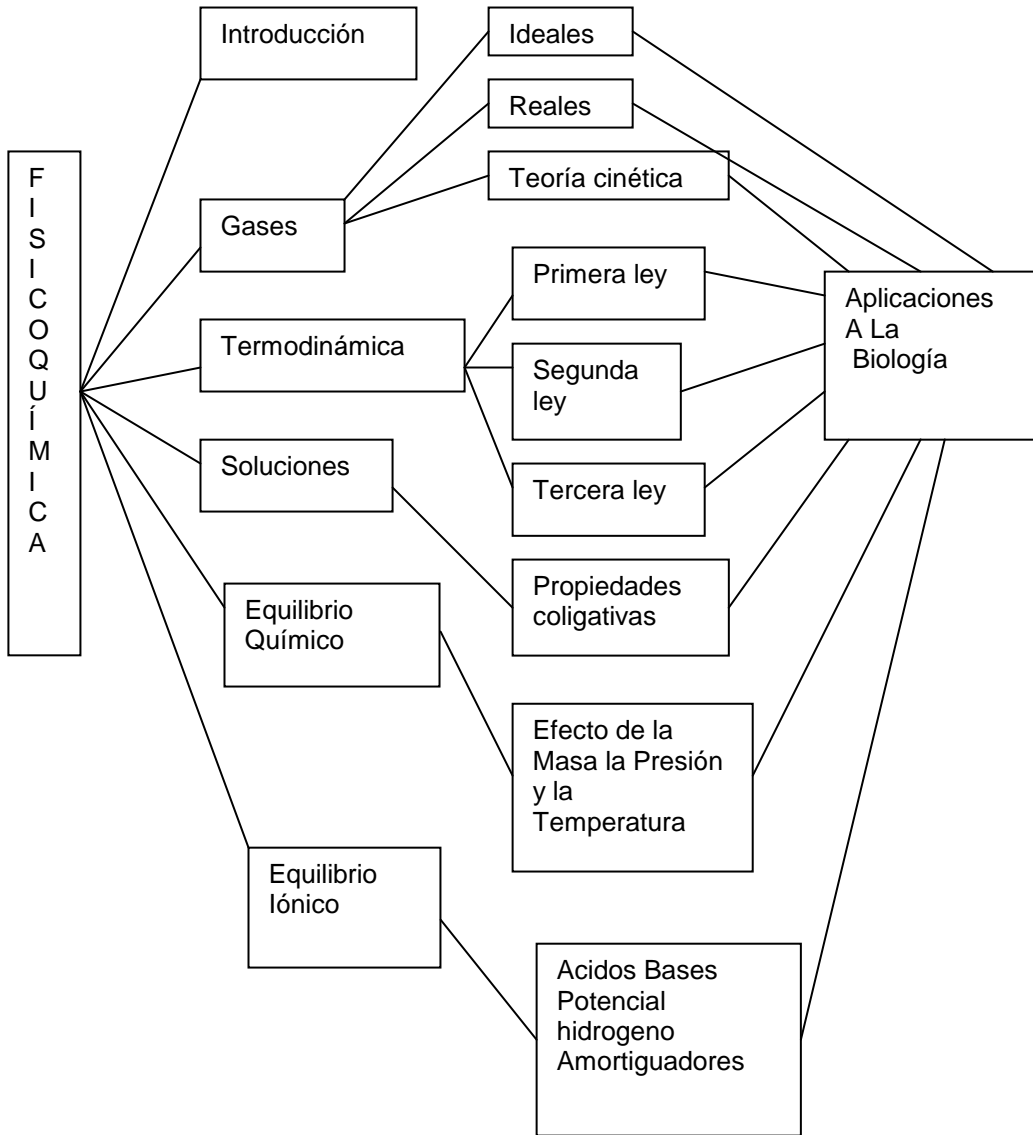 FISICOQUÍMICA
Introducción
Gases
Termodinámica
Soluciones
Equilibrio
Químico
Equilibrio
Iónico
Ideales
Reales
Teoría cinética
Primera ley
Segunda
ley
Tercera ley
Propiedades
coligativas
Efecto de la
Masa la Presión
y la
Temperatura
Acidos Bases
Potencial
hidrogeno
Amortiguadores
Aplicaciones
A La
Biología